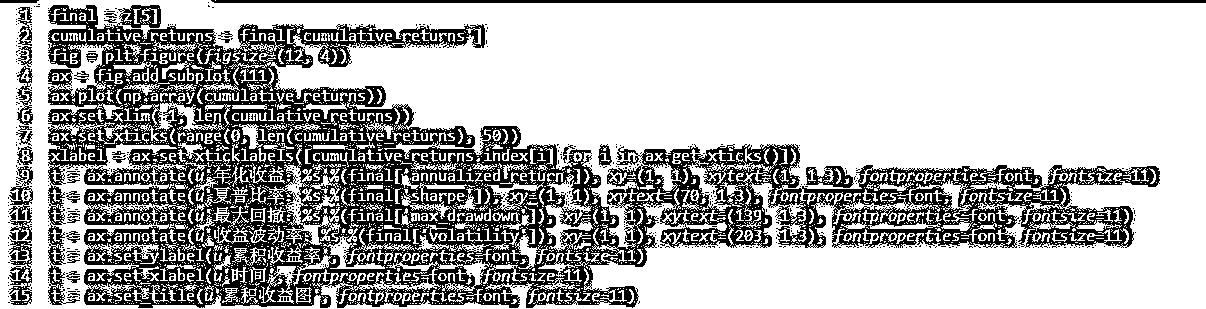 1 final = z[5]
2 cumulative_returns = final['cumulative_returns']
3 fig = plt.figure(figsize=(12, 4))
4 ax = fig.add_subplot(111)
5 ax.plot(np.array(cumulative_returns))
6 ax.set_xlim(-1, len(cumulative_returns))
7 ax.set_xticks(range(0, len(cumulative_returns), 50))
8 xlabel = ax.set_xticklabels([cumulative_returns.index[i] for i in ax.get_xticks()])
9 t = ax.annotate(u'年化收益: %s'%(final['annualized_return']), xy=(1, 1), xytext=(1, 1.3), fontproperties=font, fontsize=11)
10 t = ax.annotate(u'夏普比率: %s'%(final['sharpe']), xy=(1, 1), xytext=(70, 1.3), fontproperties=font, fontsize=11)
11 t = ax.annotate(u'最大回撤: %s'%(final['max_drawdown']), xy=(1, 1), xytext=(139, 1.3), fontproperties=font, fontsize=11)
12 t = ax.annotate(u'收益波动率: %s'%(final['volatility']), xy=(1, 1), xytext=(205, 1.3), fontproperties=font, fontsize=11)
13 t = ax.set_ylabel(u'累积收益率', fontproperties=font, fontsize=11)
14 t = ax.set_xlabel(u'时间', fontproperties=font, fontsize=11)
15 t = ax.set_title(u'累积收益图', fontproperties=font, fontsize=11)